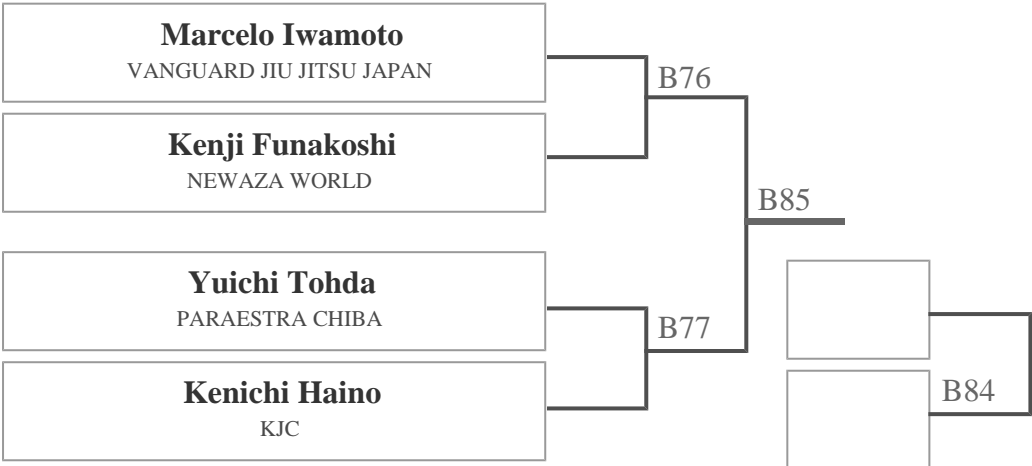 Marcelo Iwamoto
VANGUARD JIU JITSU JAPAN
B76
Kenji Funakoshi
NEWAZA WORLD
B85
Yuichi Tohda
PARAESTRA CHIBA
B77
Kenichi Haino
KJC
B84